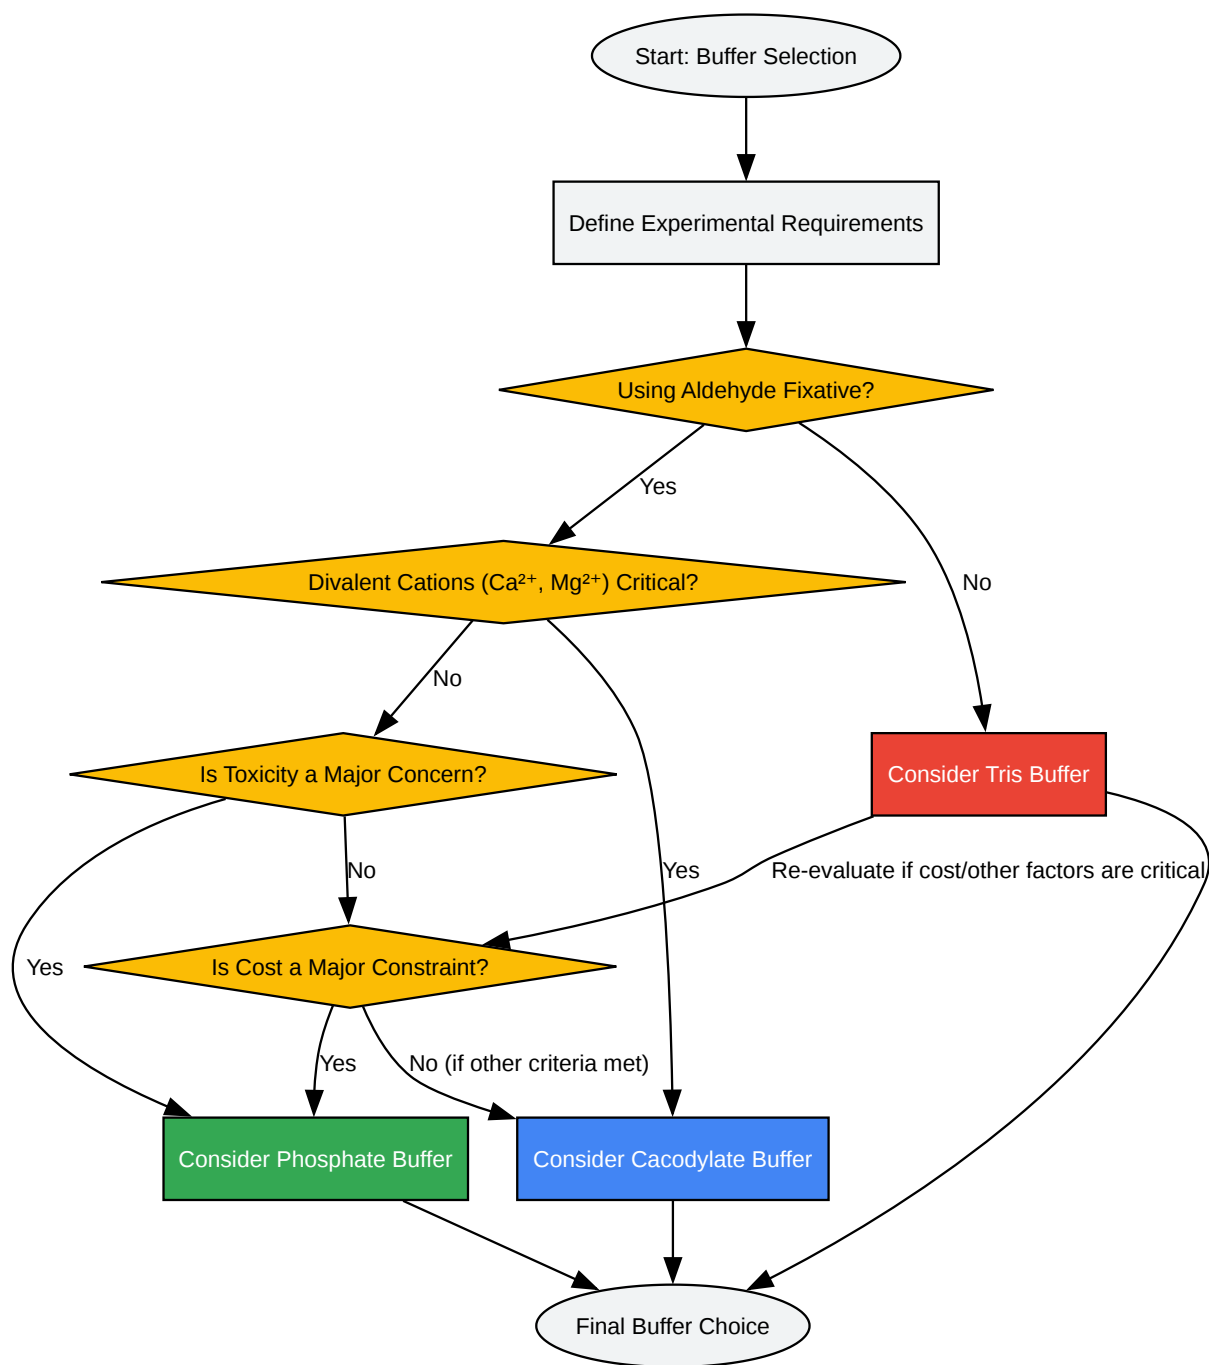 Start: Buffer Selection
Define Experimental Requirements
Using Aldehyde Fixative?
Yes
Divalent Cations (Ca²⁺, Mg²⁺) Critical?
No
No
Is Toxicity a Major Concern?
Consider Tris Buffer
No
Yes
Re-evaluate if cost/other factors are critical
Yes
Is Cost a Major Constraint?
Yes
No (if other criteria met)
Consider Phosphate Buffer
Consider Cacodylate Buffer
Final Buffer Choice